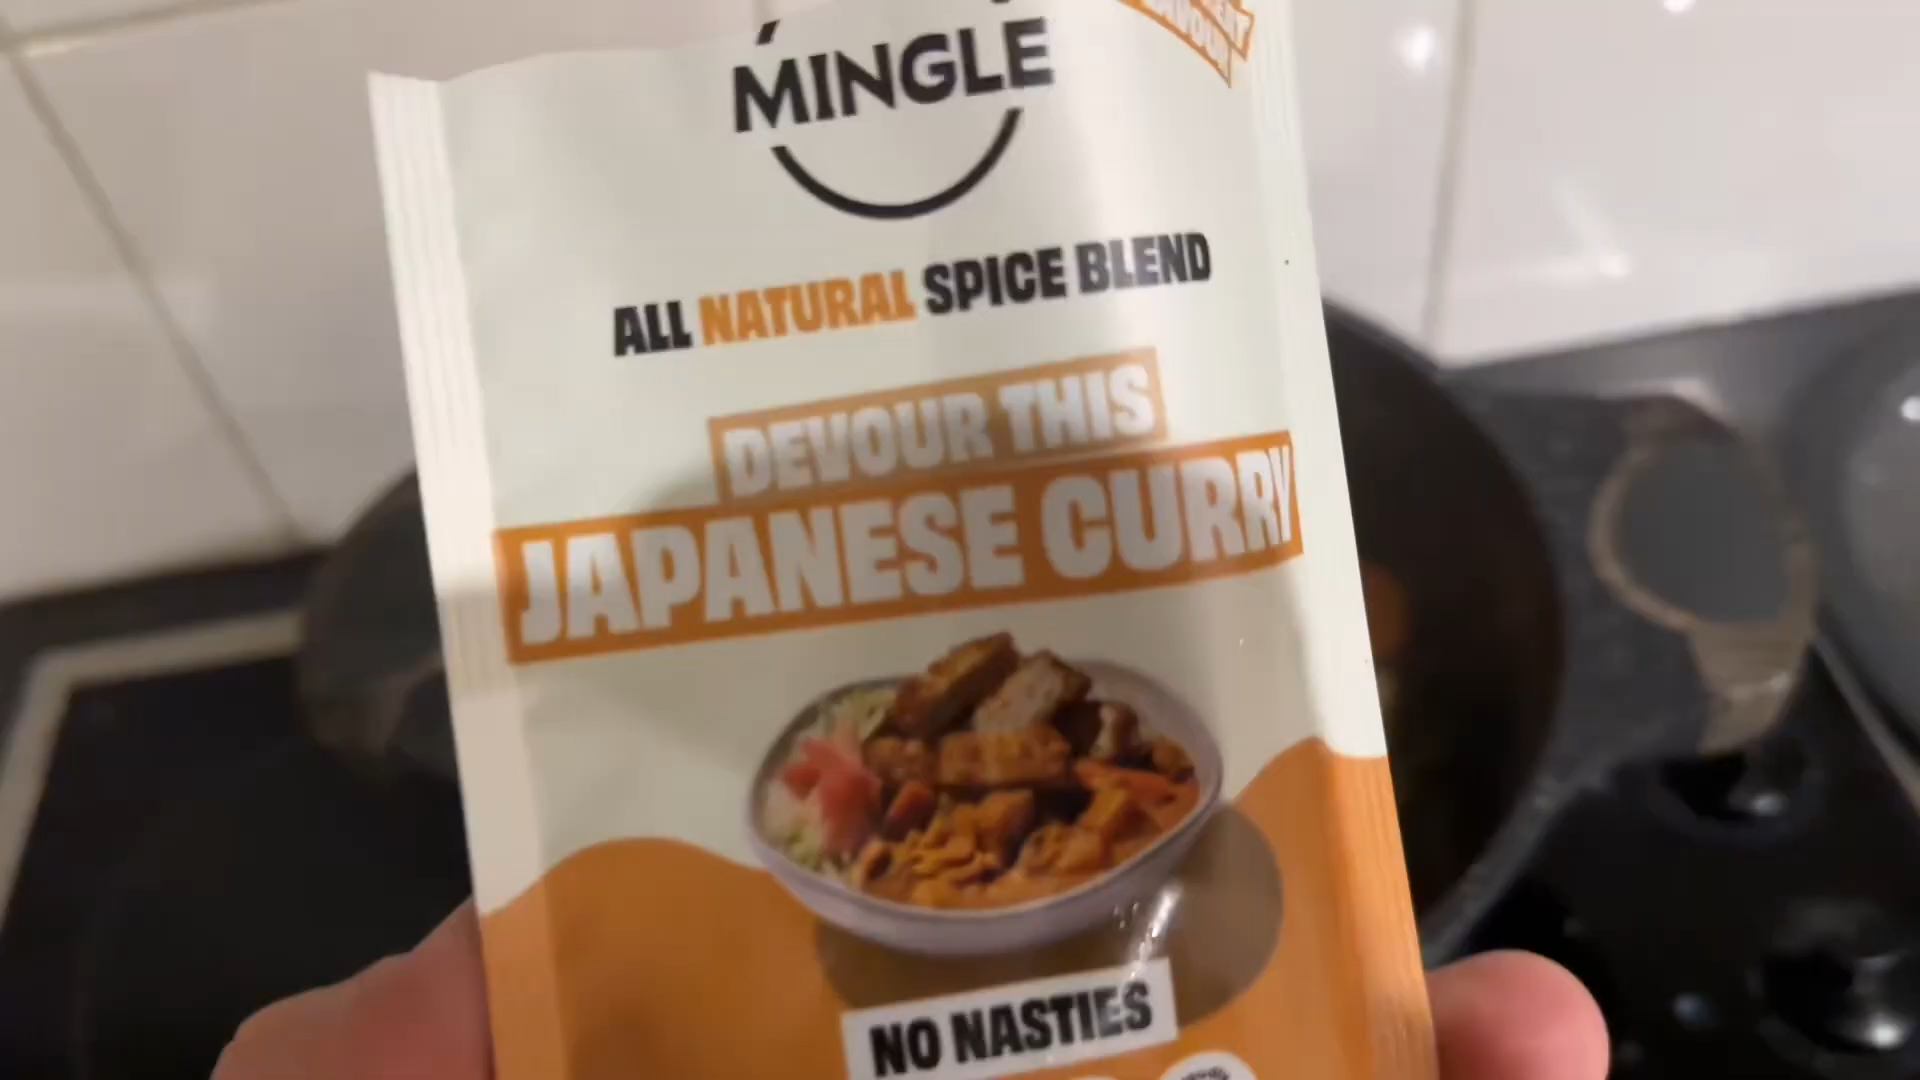 MINGLE
ALL NATURAL SPICE BLEND
DEVOUR THIS
JAPANESE CURRY
NO NASTIES